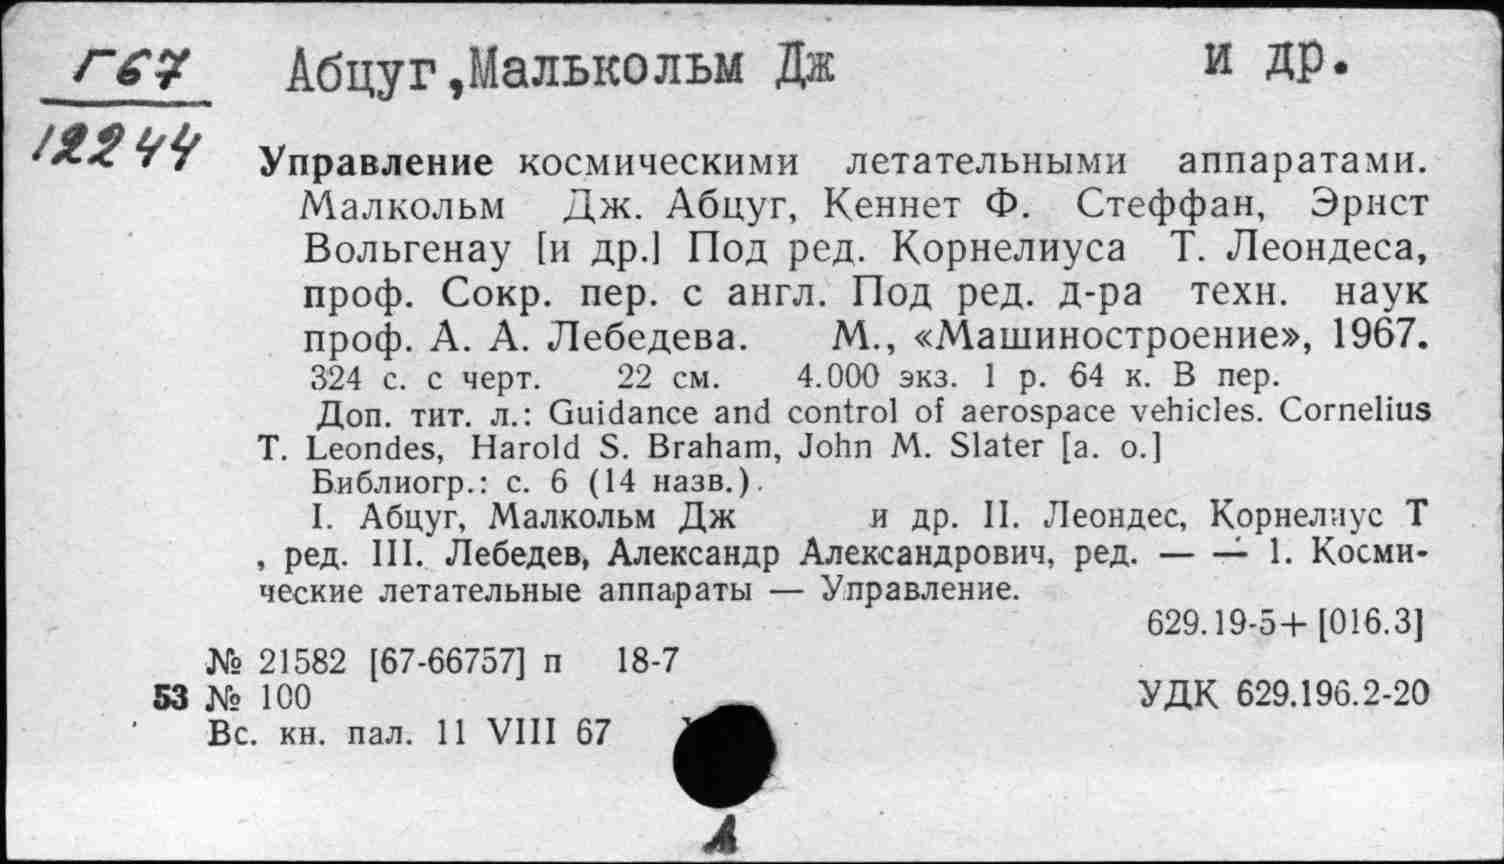 Г67 Абцуг,Малькольм Дж и др.
12244
Управление космическими летательными аппаратами.
Малкольм Дж. Абцуг, Кеннет Ф. Стеффан, Эрнст
Вольгенау [и др.] Под ред. Корнелиуса Т. Леондеса,
проф. Сокр. пер. с англ. Под ред. д-ра техн. наук
проф. А. А. Лебедева. М., «Машиностроение», 1967.
324 с. с черт. 22 см. 4.000 экз. 1 р. 64 к. В пер.
Доп. тит. л.: Guidance and control of aerospace vehicles. Cornelius
T. Leondes, Harold S. Braham, John M. Slater [a. o.]
Библиогр.: с. 6 (14 назв.).
I. Абцуг, Малкольм Дж и др. II. Леондес, Корнелиус Т
, ред. III. Лебедев, Александр Александрович, ред. — — 1. Косми-
ческие летательные аппараты — Управление.
629.19-5+[016.3]
№ 21582 [67-66757] п 18-7
53 № 100 УДК 629.196.2-20
Вс. кн. пал. 11 VIII 67
А